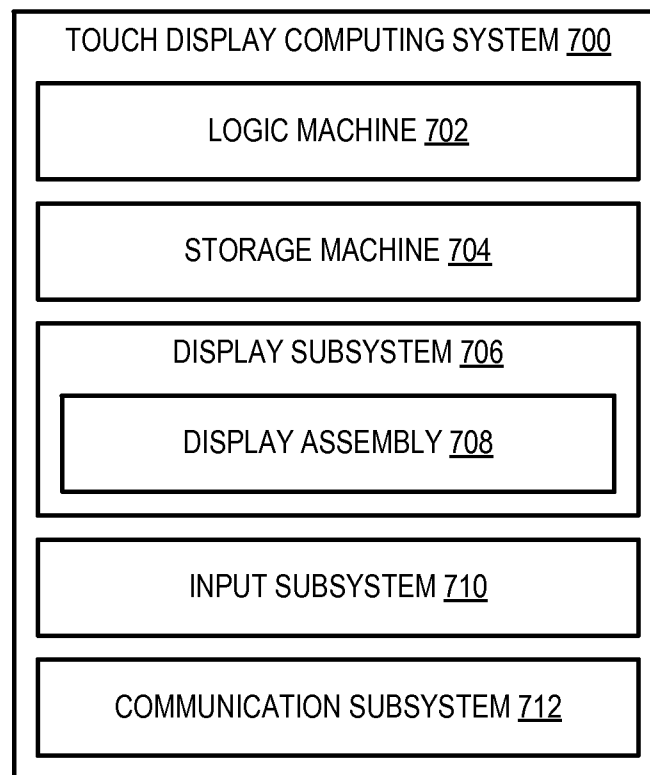 TOUCH DISPLAY COMPUTING SYSTEM 700
LOGIC MACHINE 702
STORAGE MACHINE 704
DISPLAY SUBSYSTEM 706
DISPLAY ASSEMBLY 708
INPUT SUBSYSTEM 710
COMMUNICATION SUBSYSTEM 712